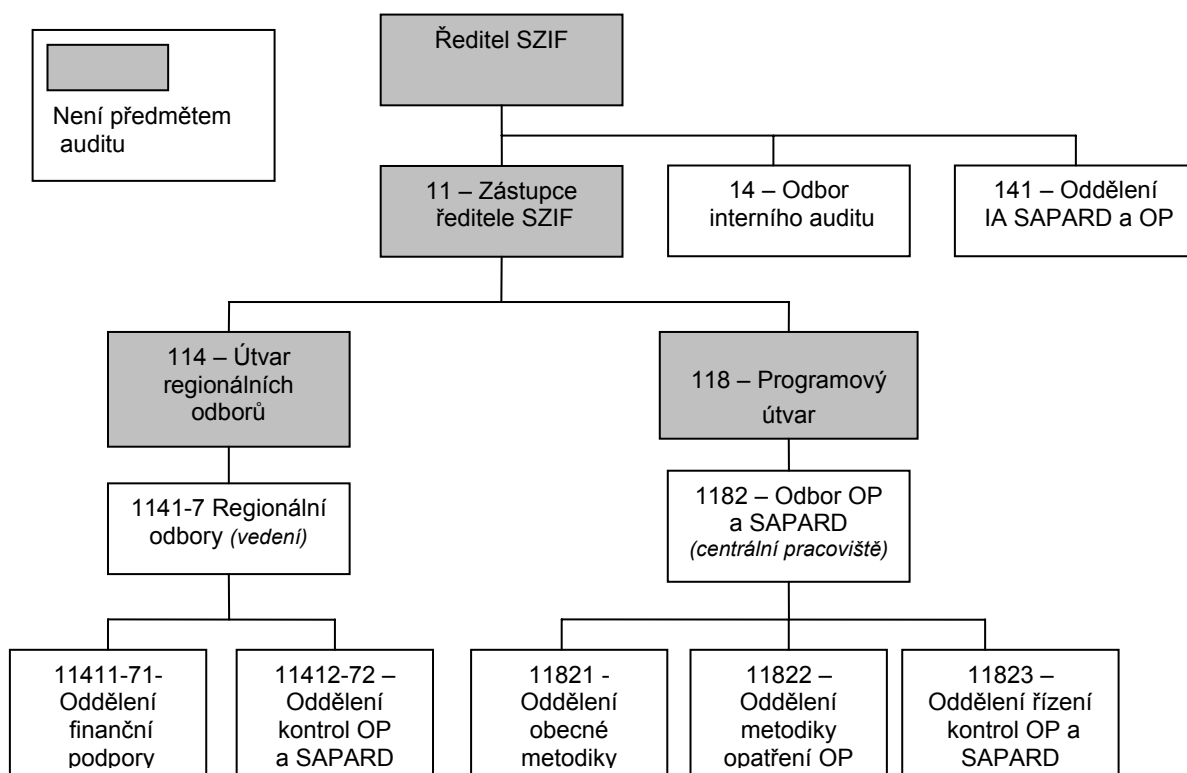 Ředitel SZIF
Není předmětem
auditu
11 – Zástupce
ředitele SZIF
14 – Odbor
interního auditu
141 – Oddělení
IA SAPARD a OP
114 – Útvar
regionálních
odborů
118 – Programový
útvar
1141-7 Regionální
odbory (vedení)
1182 – Odbor OP
a SAPARD
(centrální pracoviště)
11411-71-
Oddělení
finanční
podpory
11412-72 –
Oddělení
kontrol OP
a SAPARD
11821 -
Oddělení
obecné
metodiky
11822 –
Oddělení
metodiky
opatření OP
11823 –
Oddělení řízení
kontrol OP a
SAPARD